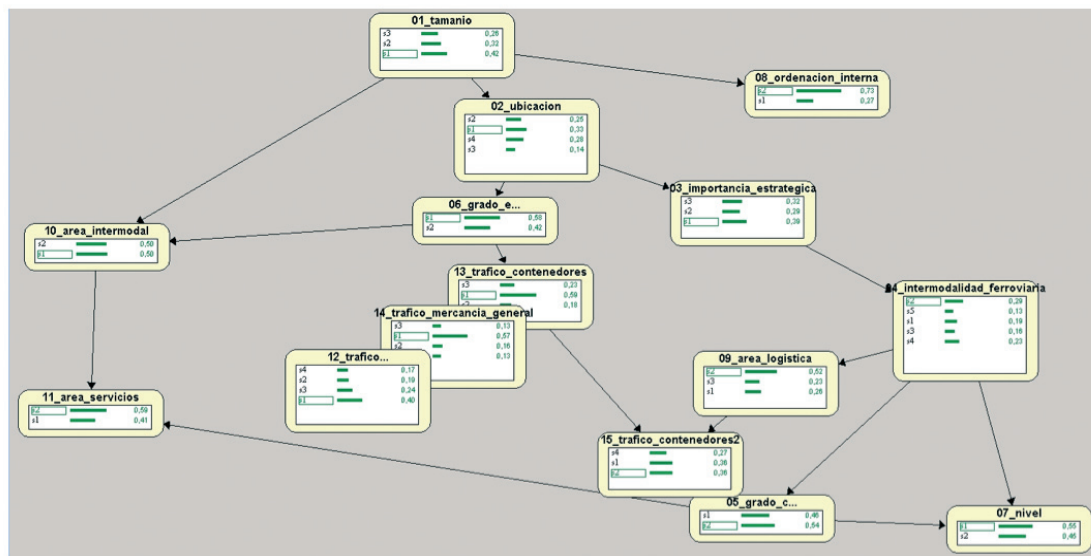 01_tamanio
s3 0,26
s2 0,32
s1 0,42
08_ordenacion_interna
s2 0,73
s1 0,27
02_ubicacion
s2 0,25
s1 0,33
s4 0,28
s3 0,14
03_importancia_estrategica
s3 0,32
s2 0,29
s1 0,39
06_grado_e...
s1 0,58
s2 0,42
10_area_intermodal
s2 0,50
s1 0,50
13_trafico_contenedores
s3 0,23
s1 0,59
0,18
14_trafico_mercancia_general
s3 0,13
s1 0,57
s2 0,16
0,13
04_intermodalidad_ferroviaria
s2 0,29
s5 0,13
s1 0,19
s3 0,16
s4 0,23
12_trafico...
s4 0,17
s2 0,19
s3 0,24
s1 0,40
09_area_logistica
s2 0,52
s3 0,23
s1 0,26
11_area_servicios
s2 0,59
s1 0,41
15_trafico_contenedores2
s4 0,27
s1 0,36
s2 0,36
05_grado_c...
s1 0,46
s2 0,54
07_nivel
s1 0,55
s2 0,45